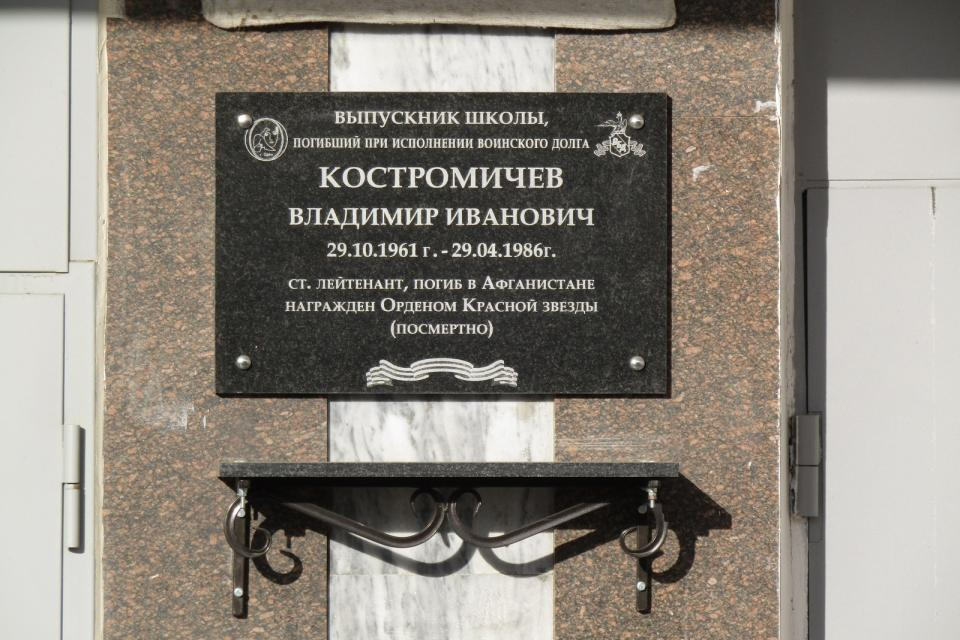 ВЫПУСКНИК ШКОЛЫ,
ПОГИБШИЙ ПРИ ИСПОЛНЕНИИ ВОИНСКОГО ДОЛГА
КОСТРОМИЧЕВ
ВЛАДИМИР ИВАНОВИЧ
29.10.1961 г. - 29.04.1986г.
СТ. ЛЕЙТЕНАНТ, ПОГИБ В АФГАНИСТАНЕ
НАГРАЖДЕН ОРДЕНОМ КРАСНОЙ ЗВЕЗДЫ
(ПОСМЕРТНО)